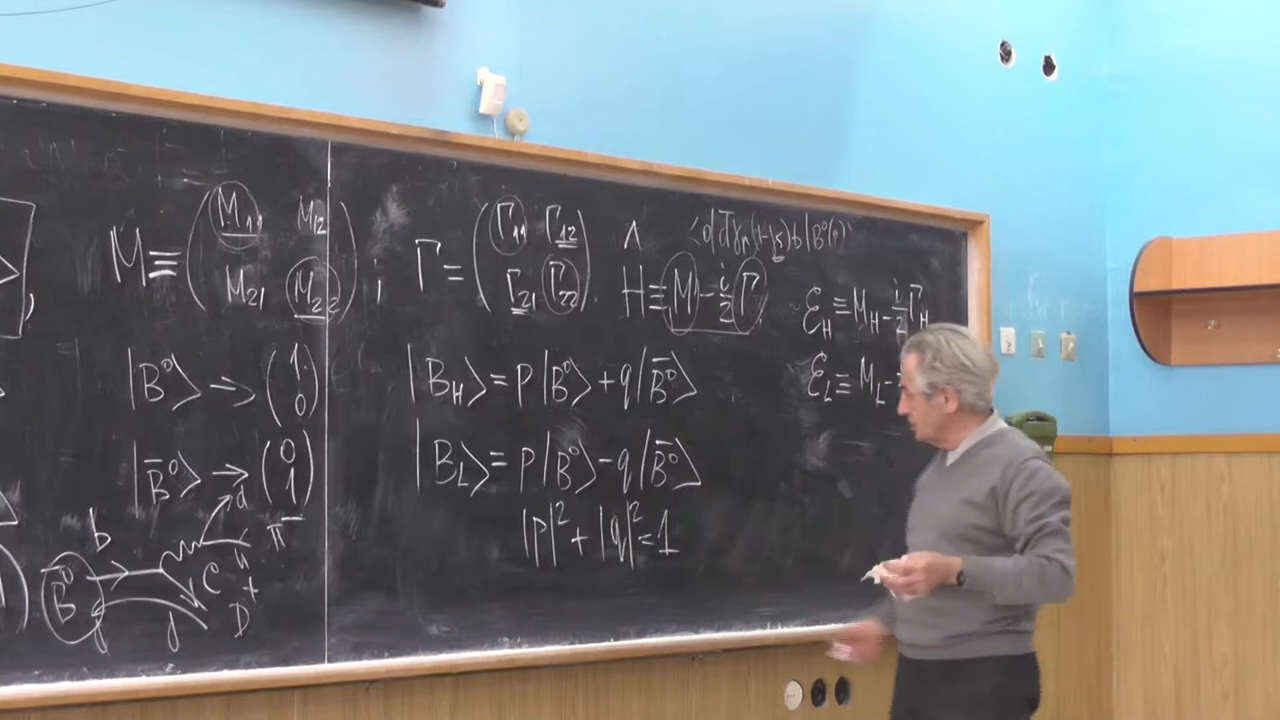 M ≡ ( M₁₁ M₁₂
M₂₁ M₂₂ ) ;
|B⁰> → ( 1
0 )
|B̄⁰> → ( 0
1 )
b d
B̄⁰ c u π⁻
d D⁺
Γ = ( Γ₁₁ Γ₁₂
Γ₂₁ Γ₂₂ )
Ĥ ≡ M - i/2 Γ
|B_H> = p|B⁰> + q|B̄⁰>
|B_L> = p|B⁰> - q|B̄⁰>
|p|² + |q|² = 1
ℰ_H ≡ M_H - i/2 Γ_H
ℰ_L ≡ M_L -